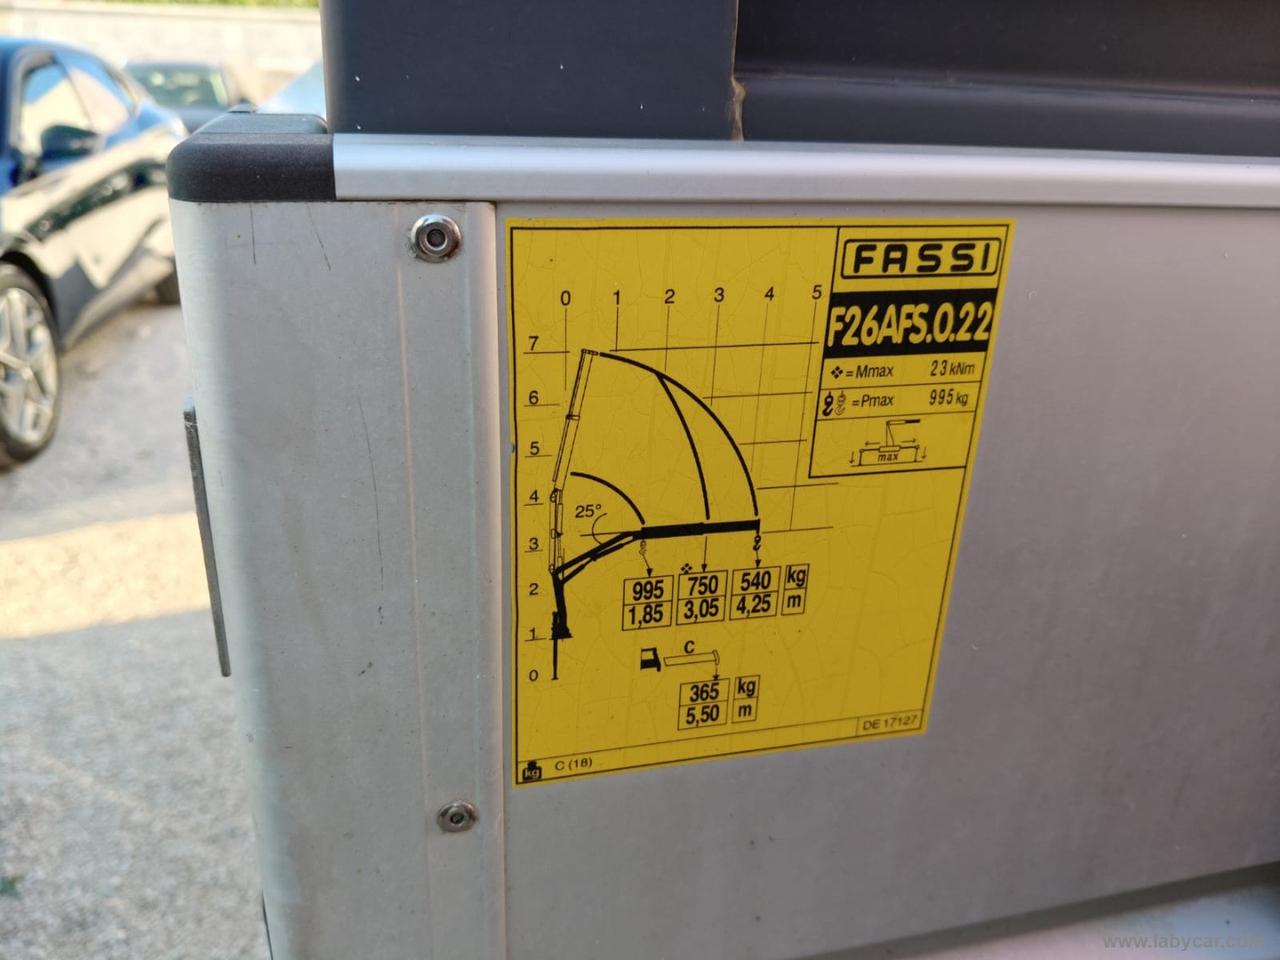 FASSI
F26AFS.0.22
= Mmax 23 kNm
= Pmax 995 kg
max
0 1 2 3 4 5
7
6
5
4
25°
3
2
1
0
995 750 540 kg
1,85 3,05 4,25 m
C
365 kg
5,50 m
DE 17127
kg C (18)
www.labycar.com